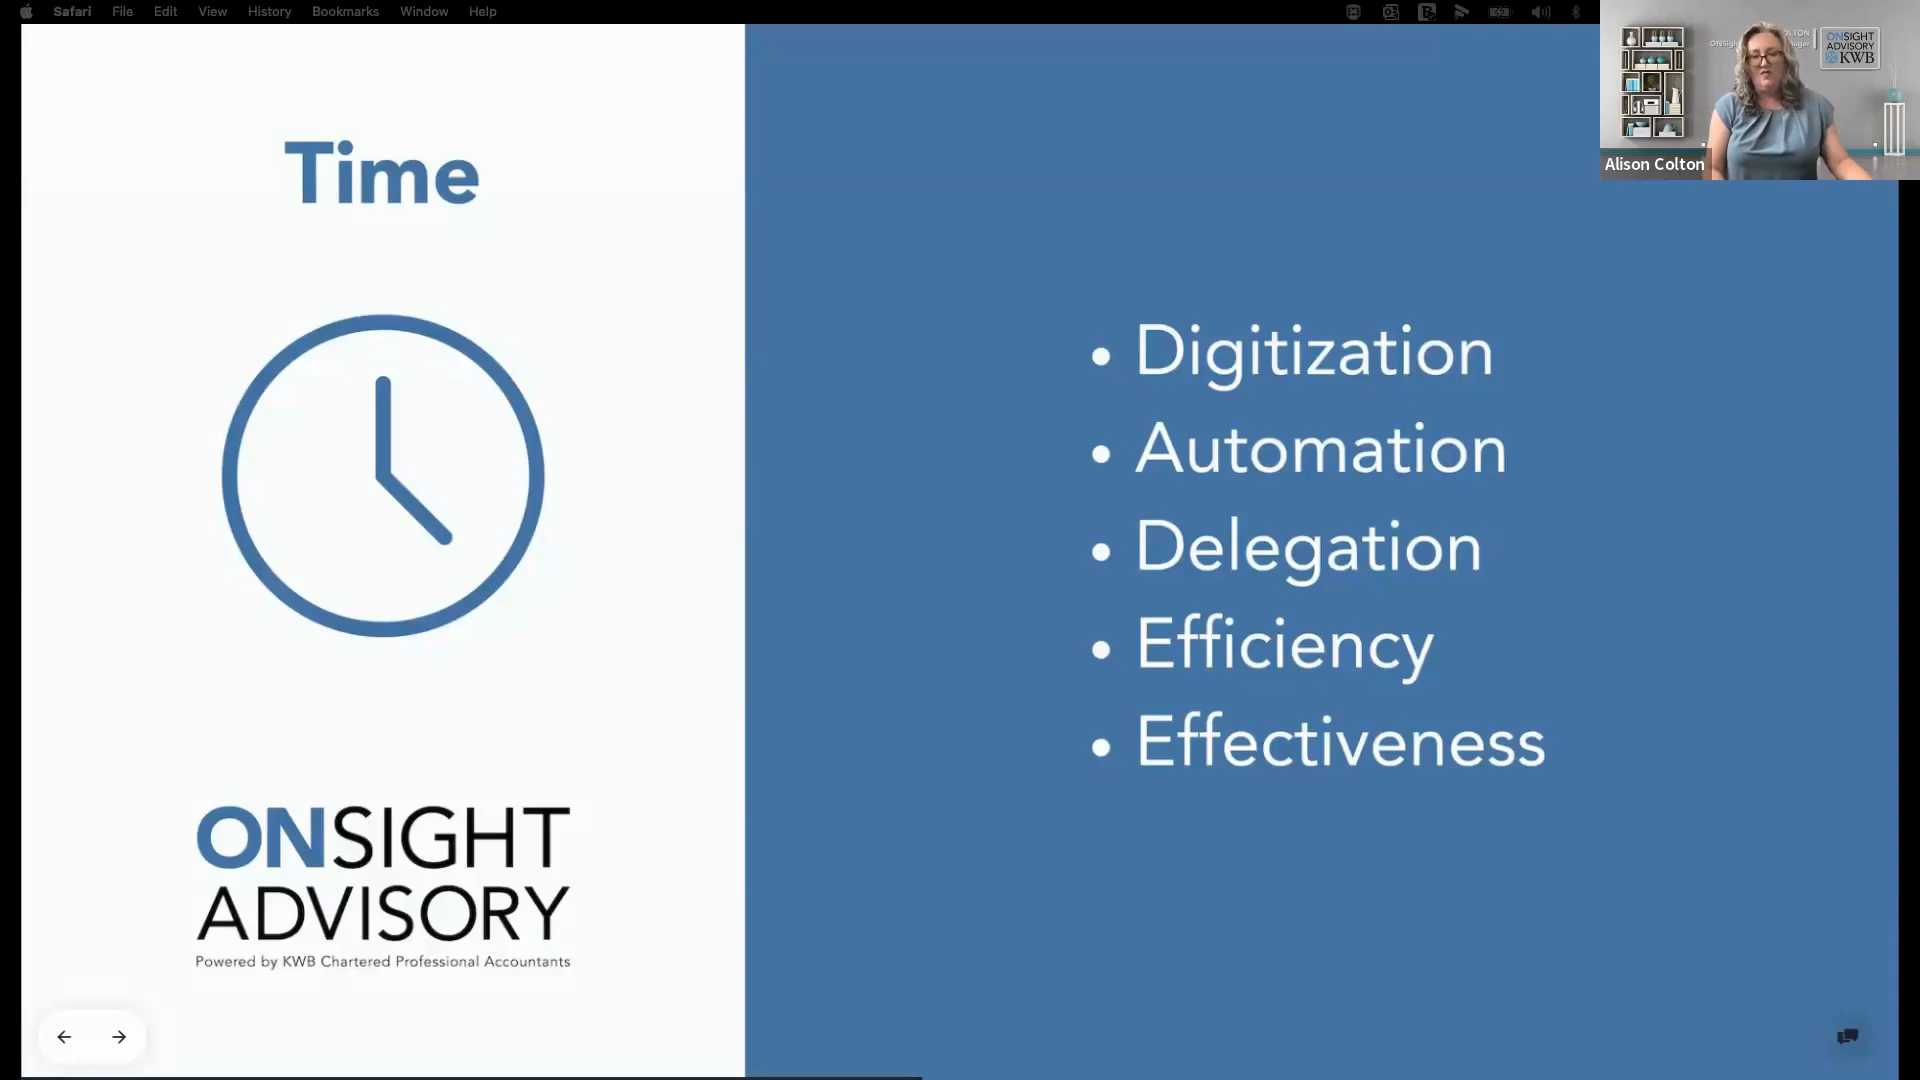 Safari File Edit View History Bookmarks Window Help
ONSIGHT
ADVISORY
KWB
Alison Colton
Time
ONSIGHT
ADVISORY
Powered by KWB Chartered Professional Accountants
• Digitization
• Automation
• Delegation
• Efficiency
• Effectiveness